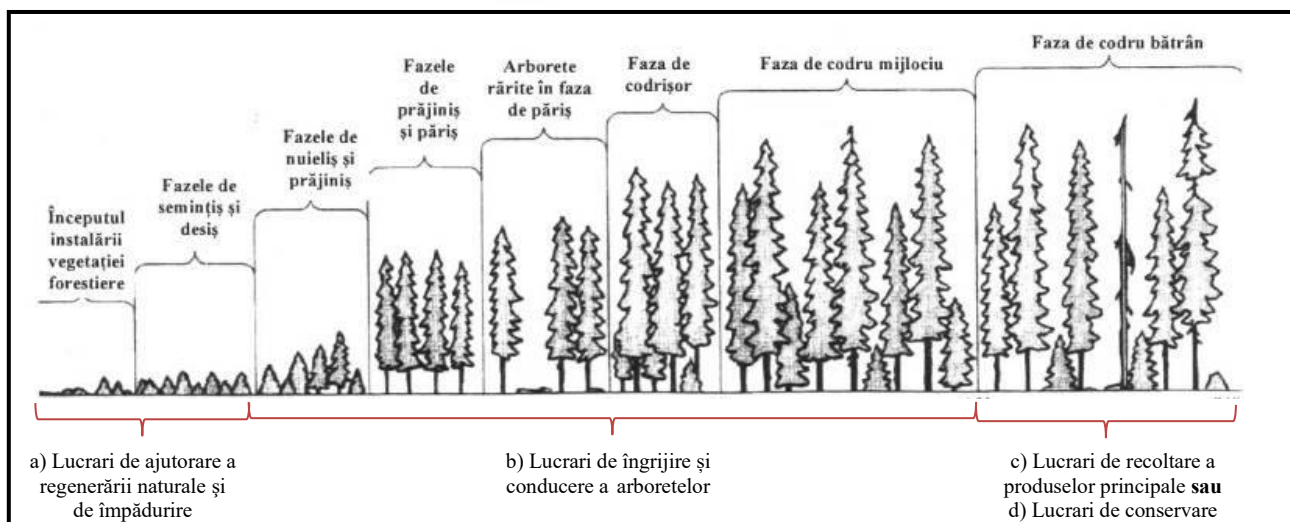 Începutul
instalării
vegetației
forestiere
Fazele de
semințiș și
desiș
Fazele de
nuieliș și
prăjiniș
Fazele
de
prăjiniș
și păriș
Arborete
rărite în faza
de păriș
Faza de
codrișor
Faza de codru mijlociu
Faza de codru bătrân
a) Lucrari de ajutorare a
regenerării naturale şi
de împădurire
b) Lucrari de îngrijire și
conducere a arboretelor
c) Lucrari de recoltare a
produselor principale sau
d) Lucrari de conservare